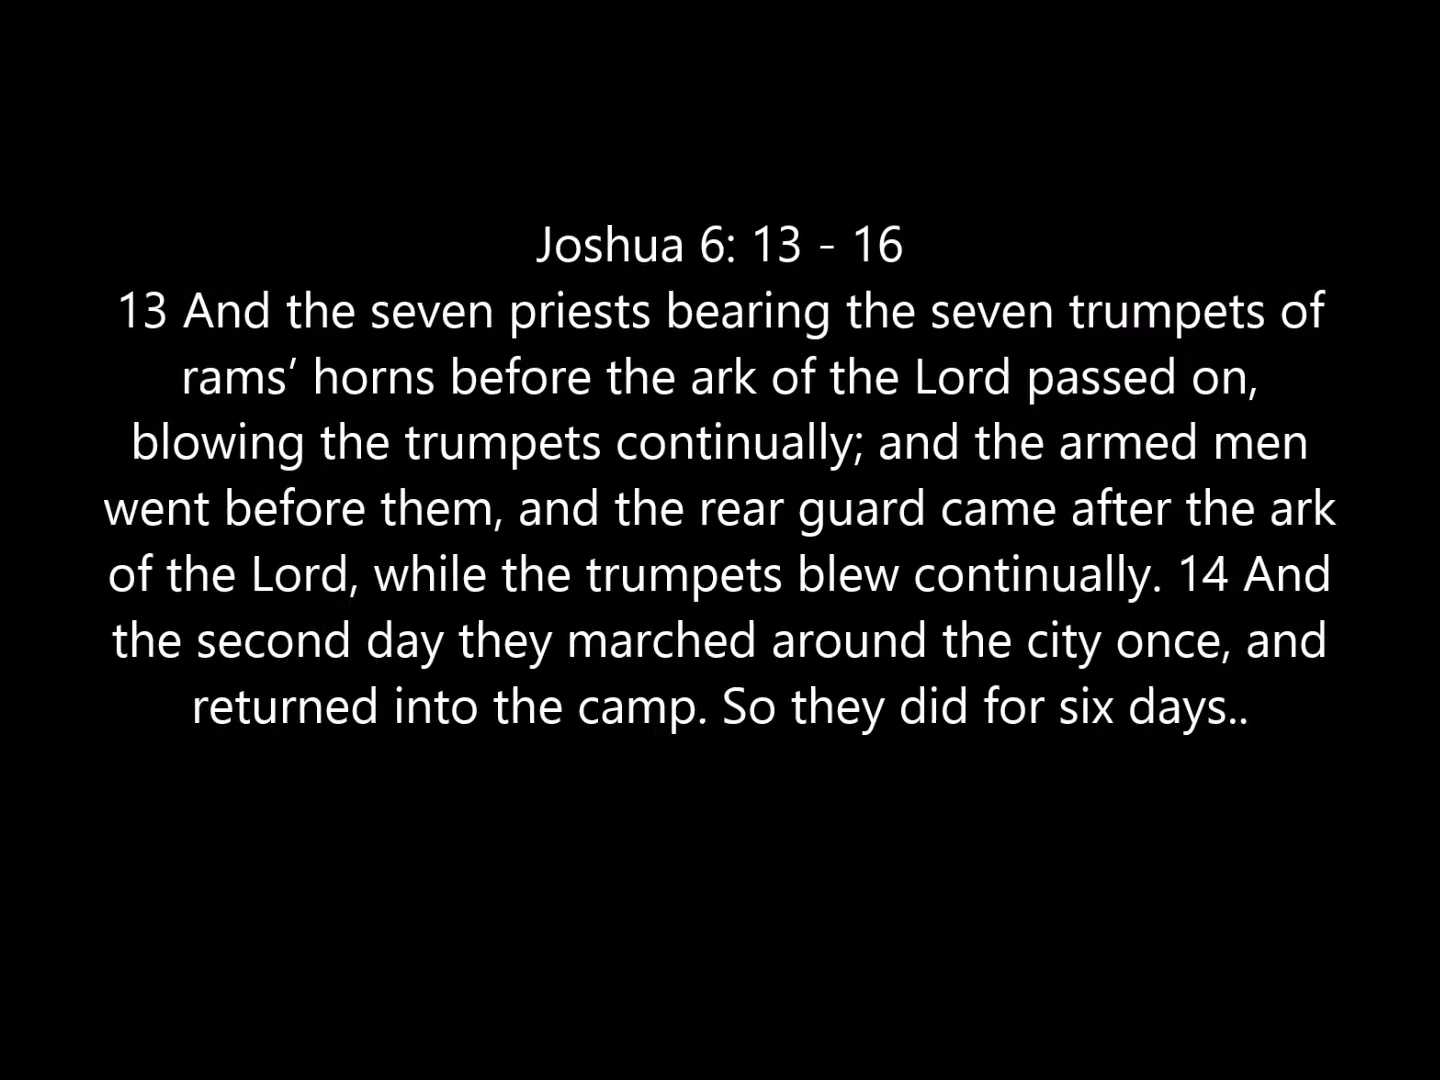 Joshua 6: 13 - 16
13 And the seven priests bearing the seven trumpets of
rams’ horns before the ark of the Lord passed on,
blowing the trumpets continually; and the armed men
went before them, and the rear guard came after the ark
of the Lord, while the trumpets blew continually. 14 And
the second day they marched around the city once, and
returned into the camp. So they did for six days..